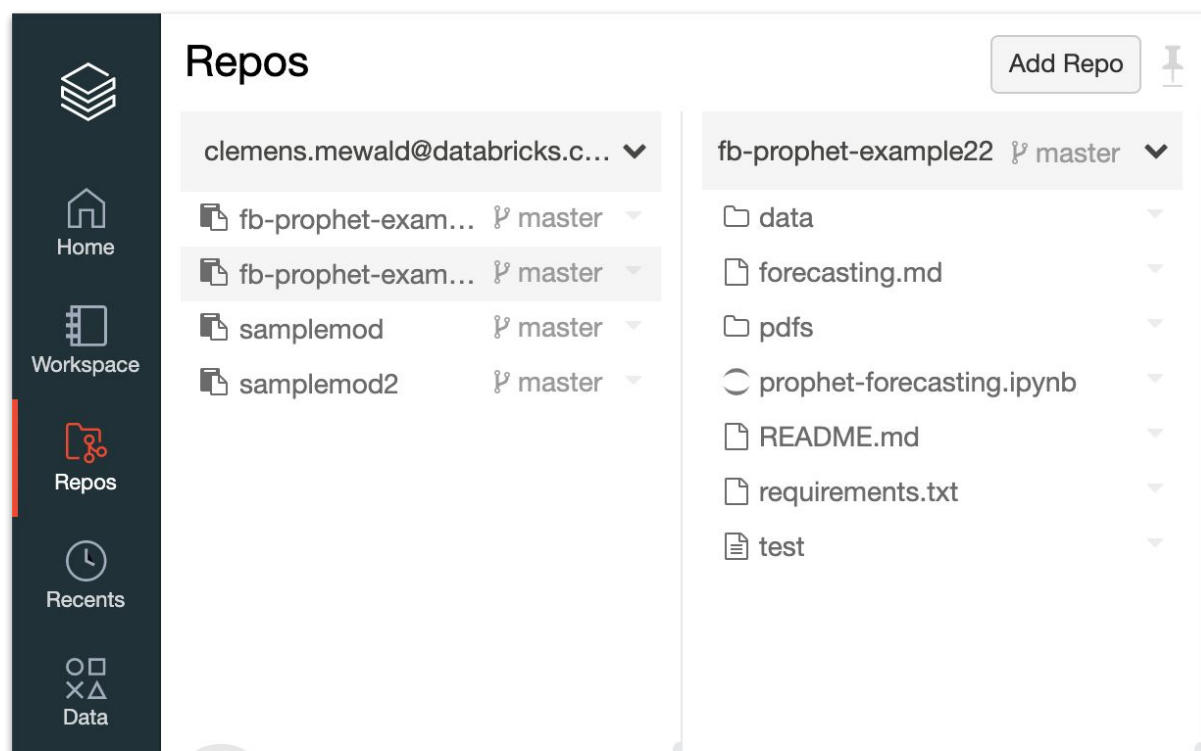 Repos
Add Repo
clemens.mewald@databricks.c...
fb-prophet-exam... master
fb-prophet-exam... master
samplemod master
samplemod2 master
fb-prophet-example22 master
data
forecasting.md
pdfs
prophet-forecasting.ipynb
README.md
requirements.txt
test
Home
Workspace
Repos
Recents
Data